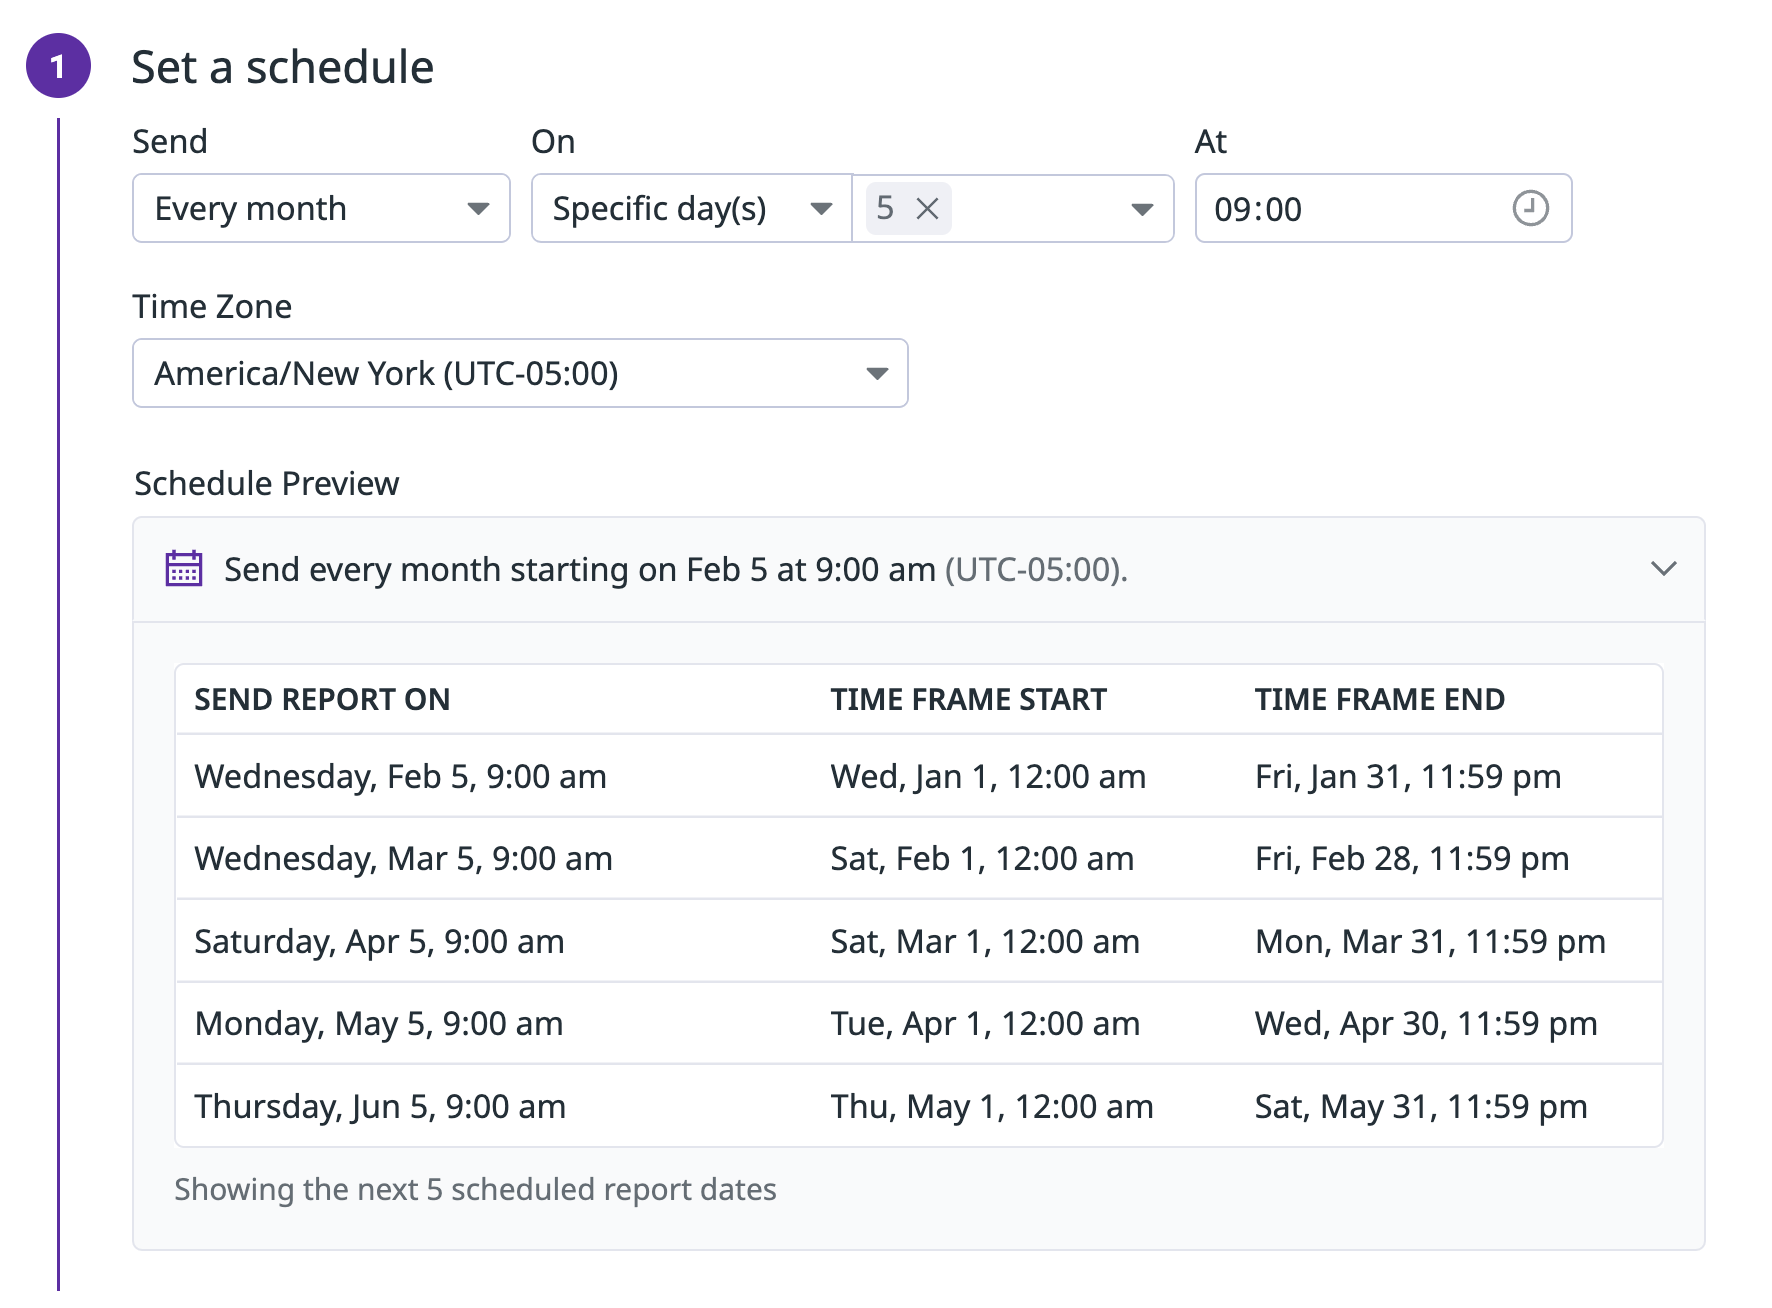 1 Set a schedule
Send On At
Every month Specific day(s) 5 09:00
Time Zone
America/New York (UTC-05:00)
Schedule Preview
Send every month starting on Feb 5 at 9:00 am (UTC-05:00).
SEND REPORT ON TIME FRAME START TIME FRAME END
Wednesday, Feb 5, 9:00 am Wed, Jan 1, 12:00 am Fri, Jan 31, 11:59 pm
Wednesday, Mar 5, 9:00 am Sat, Feb 1, 12:00 am Fri, Feb 28, 11:59 pm
Saturday, Apr 5, 9:00 am Sat, Mar 1, 12:00 am Mon, Mar 31, 11:59 pm
Monday, May 5, 9:00 am Tue, Apr 1, 12:00 am Wed, Apr 30, 11:59 pm
Thursday, Jun 5, 9:00 am Thu, May 1, 12:00 am Sat, May 31, 11:59 pm
Showing the next 5 scheduled report dates